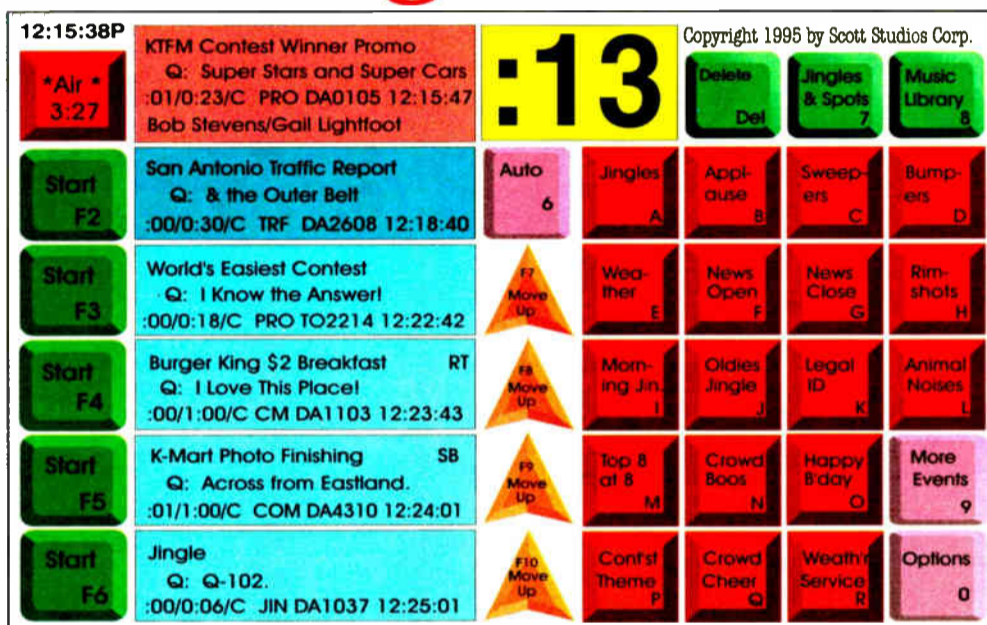 12:15:38P
*Air *
3:27
KTFM Contest Winner Promo
Q: Super Stars and Super Cars
:01/0:23/C PRO DA0105 12:15:47
Bob Stevens/Gail Lightfoot
:13
Copyright 1995 by Scott Studios Corp.
Delete
Del
Jingles
& Spots
7
Music
Library
8
Start
F2
San Antonio Traffic Report
Q: & the Outer Belt
:00/0:30/C TRF DA2608 12:18:40
Auto
6
Jingles
A
Appl-
ause
B
Sweep-
ers
C
Bump-
ers
D
Start
F3
World's Easiest Contest
Q: I Know the Answer!
:00/0:18/C PRO TO2214 12:22:42
F7
Move
Up
Wea-
ther
E
News
Open
F
News
Close
G
Rim-
shots
H
Start
F4
Burger King $2 Breakfast RT
Q: I Love This Place!
:00/1:00/C CM DA1103 12:23:43
F8
Move
Up
Morn-
ing Jin.
I
Oldies
Jingle
J
Legal
ID
K
Animal
Noises
L
Start
F5
K-Mart Photo Finishing SB
Q: Across from Eastland.
:01/1:00/C COM DA4310 12:24:01
F9
Move
Up
Top 8
at 8
M
Crowd
Boos
N
Happy
B'day
O
More
Events
9
Start
F6
Jingle
Q: Q-102.
:00/0:06/C JIN DA1037 12:25:01
F10
Move
Up
Cont'st
Theme
P
Crowd
Cheer
Q
Weath'r
Service
R
Options
0